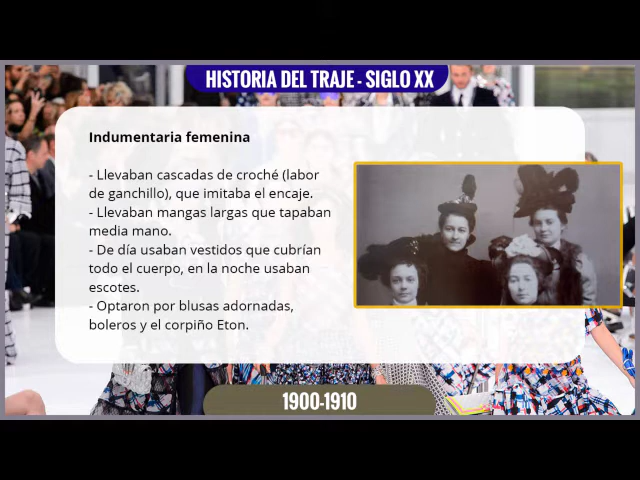 HISTORIA DEL TRAJE - SIGLO XX
Indumentaria femenina
- Llevaban cascadas de croché (labor
de ganchillo), que imitaba el encaje.
- Llevaban mangas largas que tapaban
media mano.
- De día usaban vestidos que cubrían
todo el cuerpo, en la noche usaban
escotes.
- Optaron por blusas adornadas,
boleros y el corpiño Eton.
1900-1910